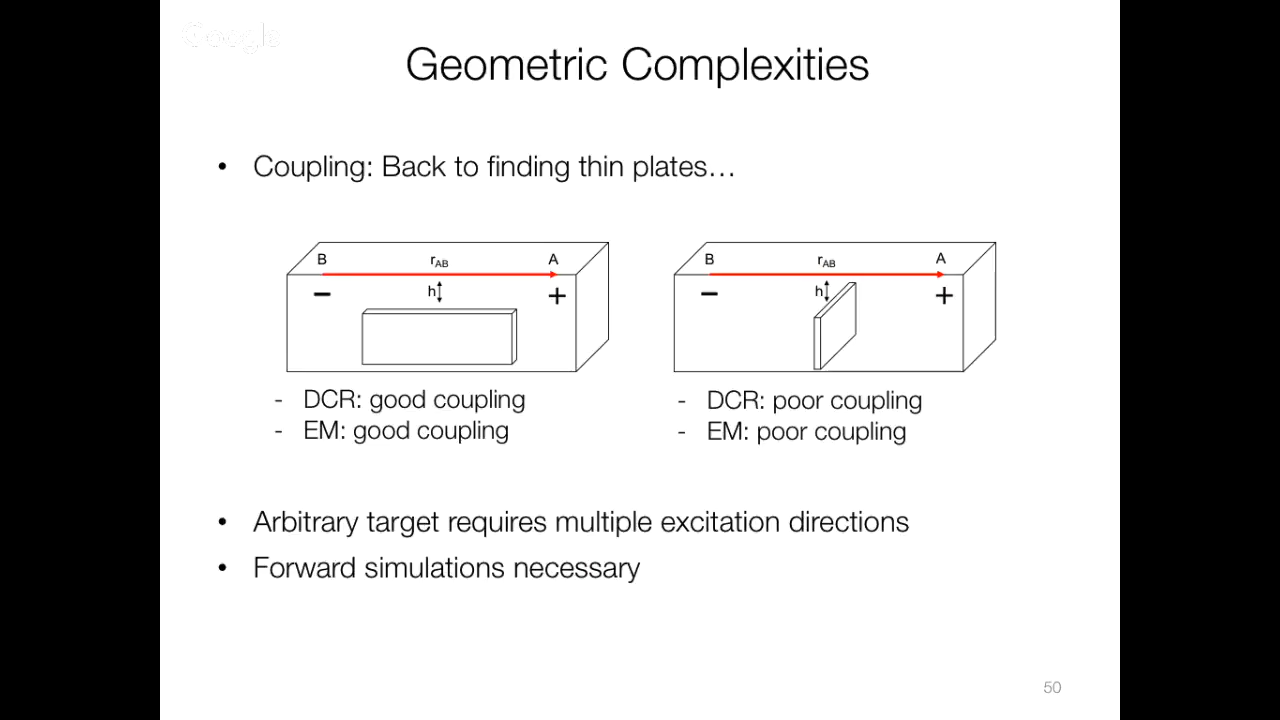 Google
Geometric Complexities
• Coupling: Back to finding thin plates…
B rAB A
h
− +
- DCR: good coupling
- EM: good coupling
B rAB A
h
− +
- DCR: poor coupling
- EM: poor coupling
• Arbitrary target requires multiple excitation directions
• Forward simulations necessary
50